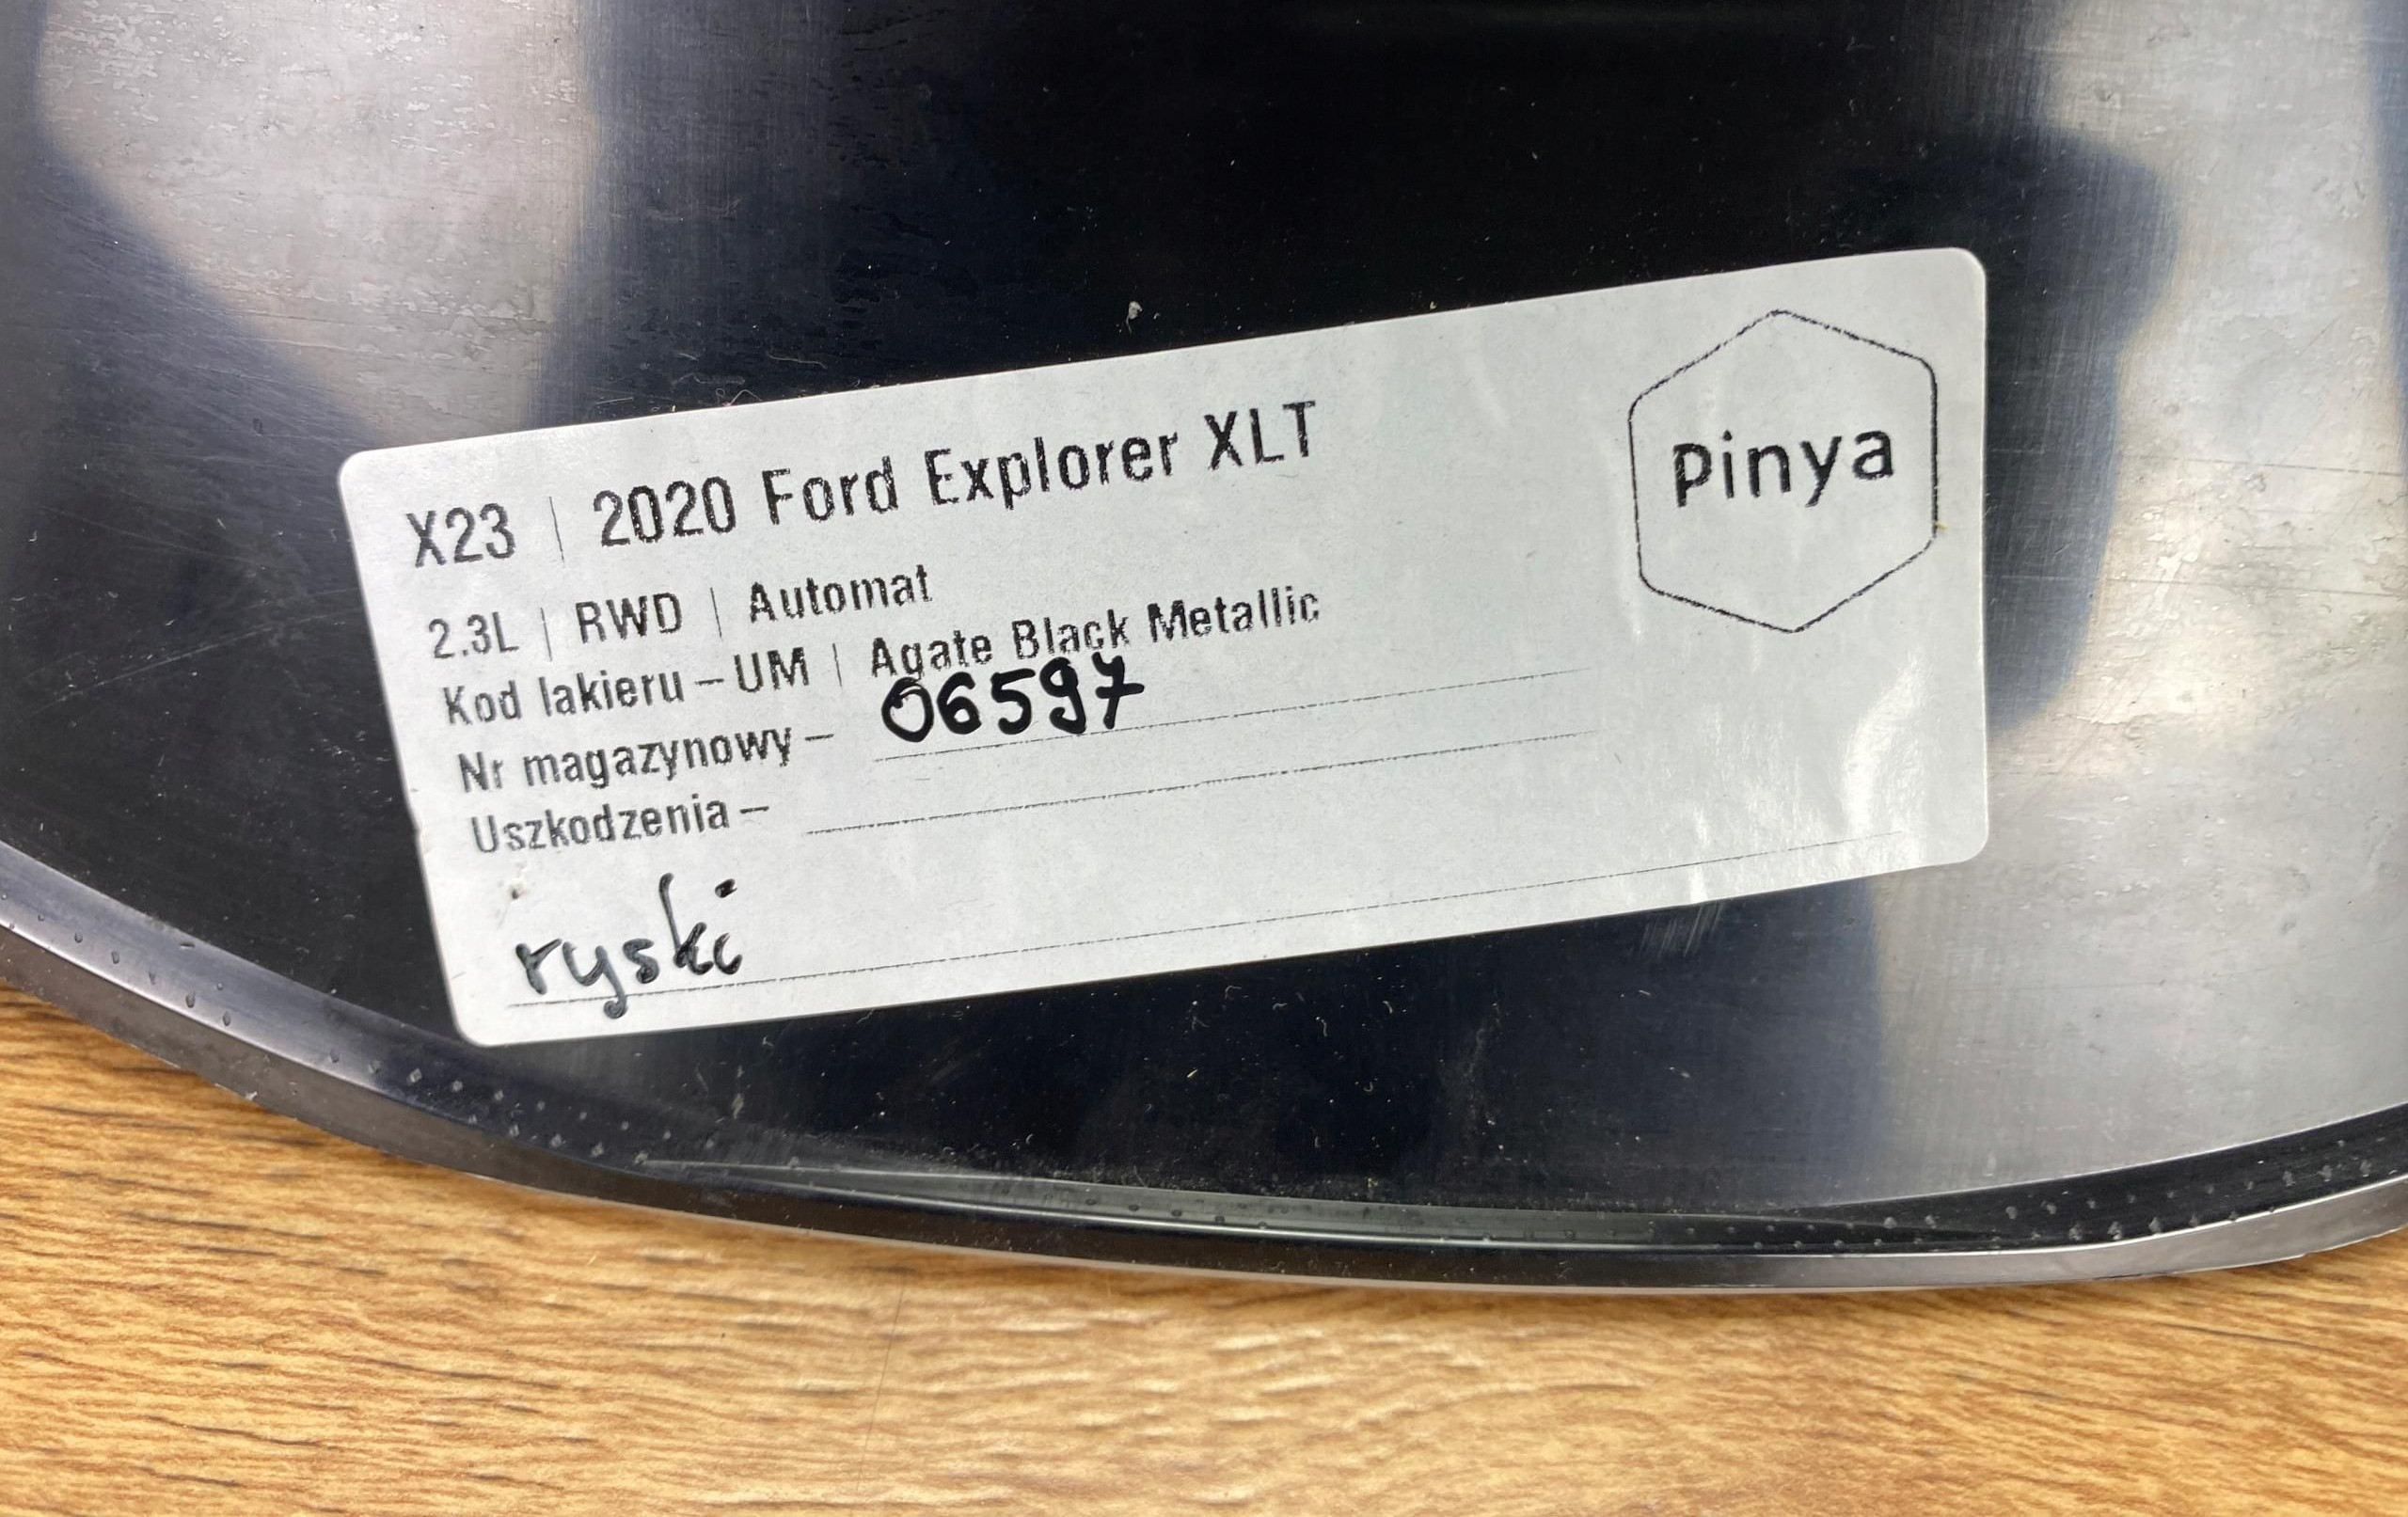 X23 | 2020 Ford Explorer XLT
Pinya
2.3L | RWD | Automat
Kod lakieru – UM | Agate Black Metallic
Nr magazynowy – 06597
Uszkodzenia –
ryski